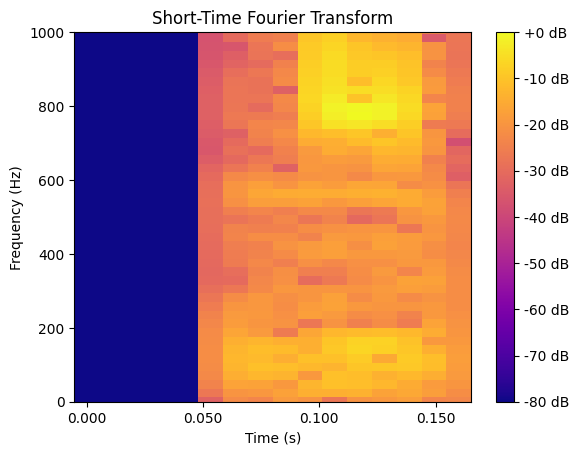 Short-Time Fourier Transform
Frequency (Hz)
1000
800
600
400
200
0
0.000
0.050
0.100
0.150
Time (s)
+0 dB
-10 dB
-20 dB
-30 dB
-40 dB
-50 dB
-60 dB
-70 dB
-80 dB